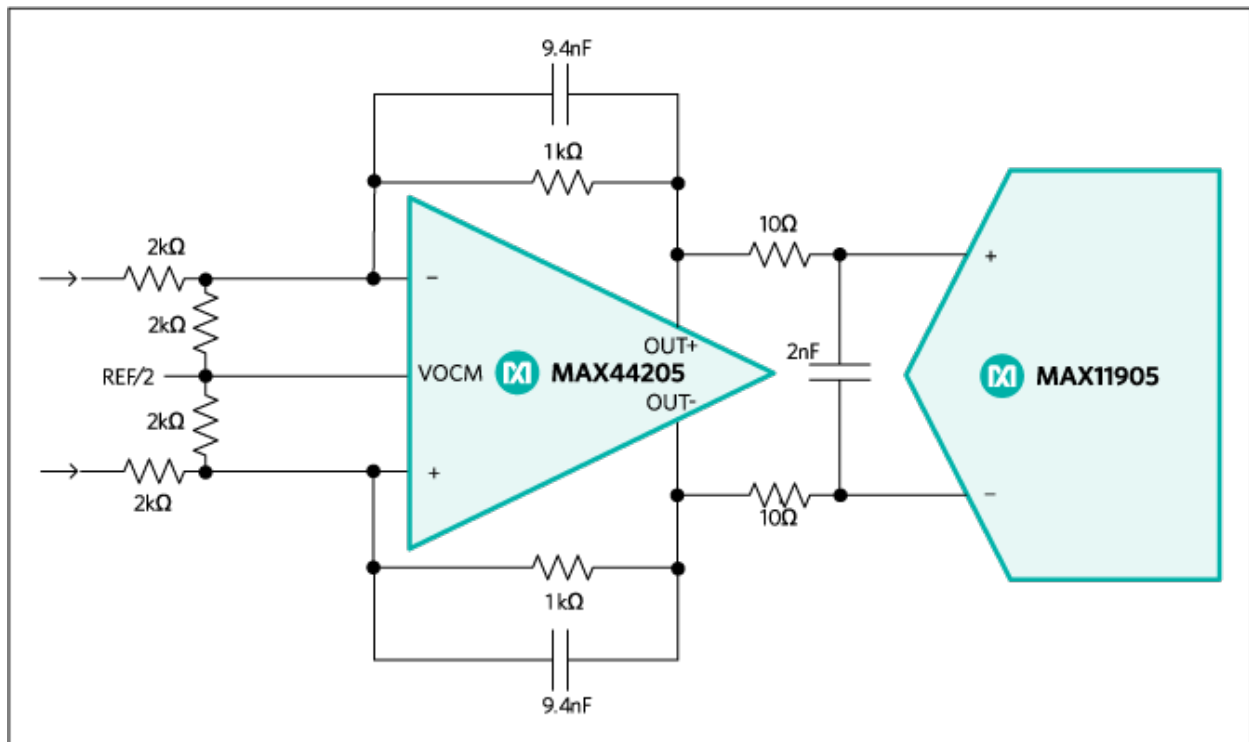 9.4nF
1kΩ
2kΩ
−
2kΩ
REF/2
VOCM
MAX44205
OUT+
OUT-
2kΩ
+
2kΩ
1kΩ
9.4nF
10Ω
+
2nF
MAX11905
10Ω
−